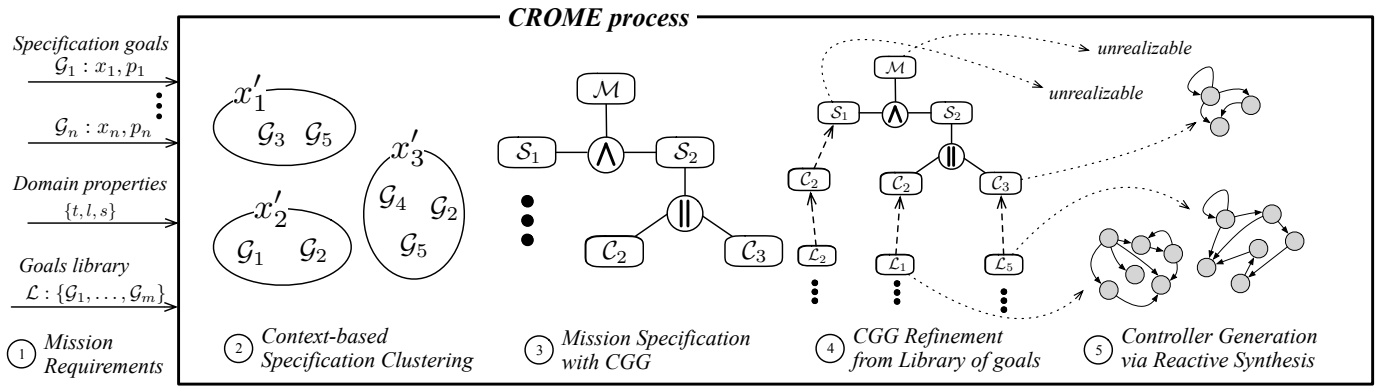 CROME process
Specification goals
𝒢₁ : x₁, p₁
𝒢ₙ : xₙ, pₙ
Domain properties
{t, l, s}
Goals library
ℒ : {𝒢₁, . . . , 𝒢ₘ}
1 Mission
Requirements
x′₁
𝒢₃ 𝒢₅
x′₂
𝒢₁ 𝒢₂
x′₃
𝒢₄ 𝒢₂
𝒢₅
2 Context-based
Specification Clustering
ℳ
𝒮₁ ∧ 𝒮₂
||
𝒞₂ 𝒞₃
3 Mission Specification
with CGG
ℳ
𝒮₁ ∧ 𝒮₂
||
𝒞₂ 𝒞₂ 𝒞₃
ℒ₂ ℒ₁ ℒ₅
4 CGG Refinement
from Library of goals
unrealizable
unrealizable
5 Controller Generation
via Reactive Synthesis